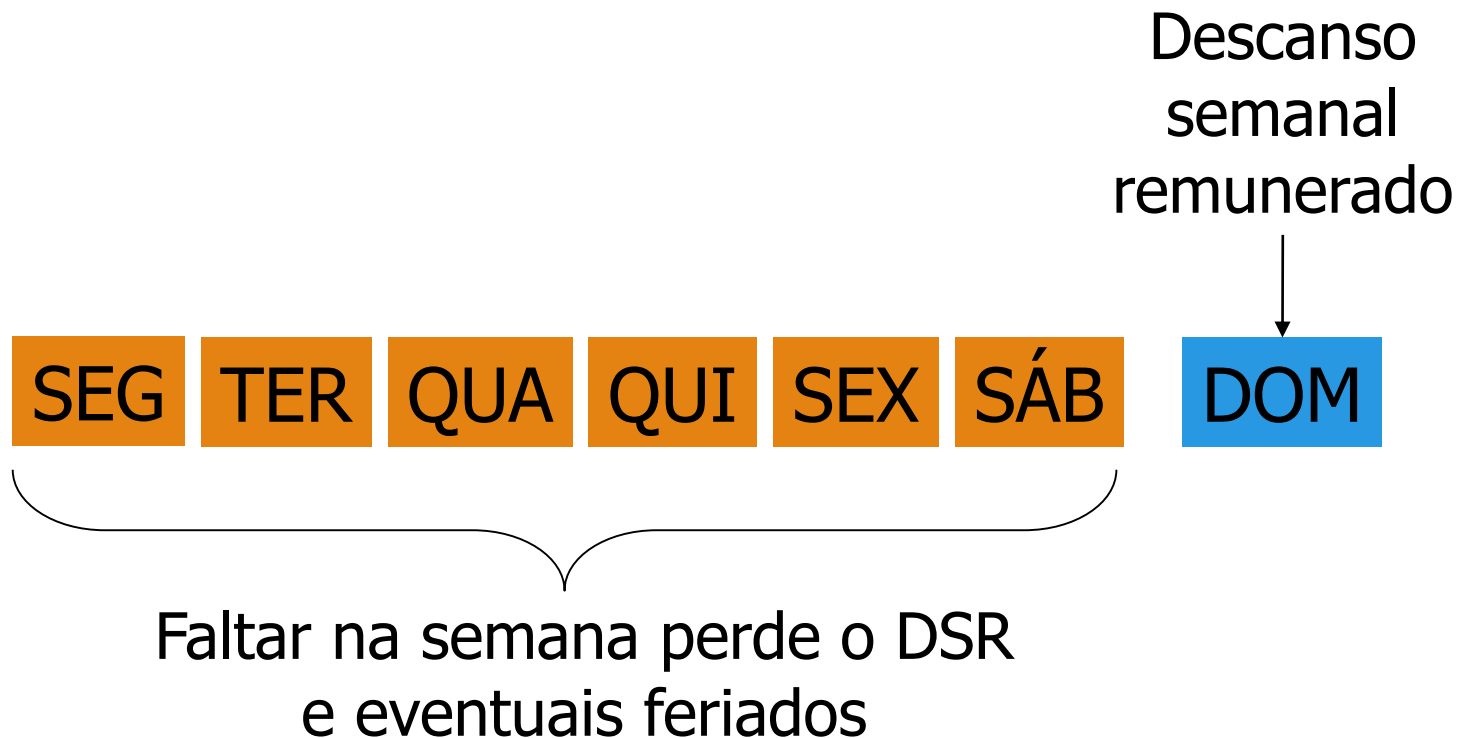 Descanso
semanal
remunerado
SEG TER QUA QUI SEX SÁB DOM
Faltar na semana perde o DSR
e eventuais feriados